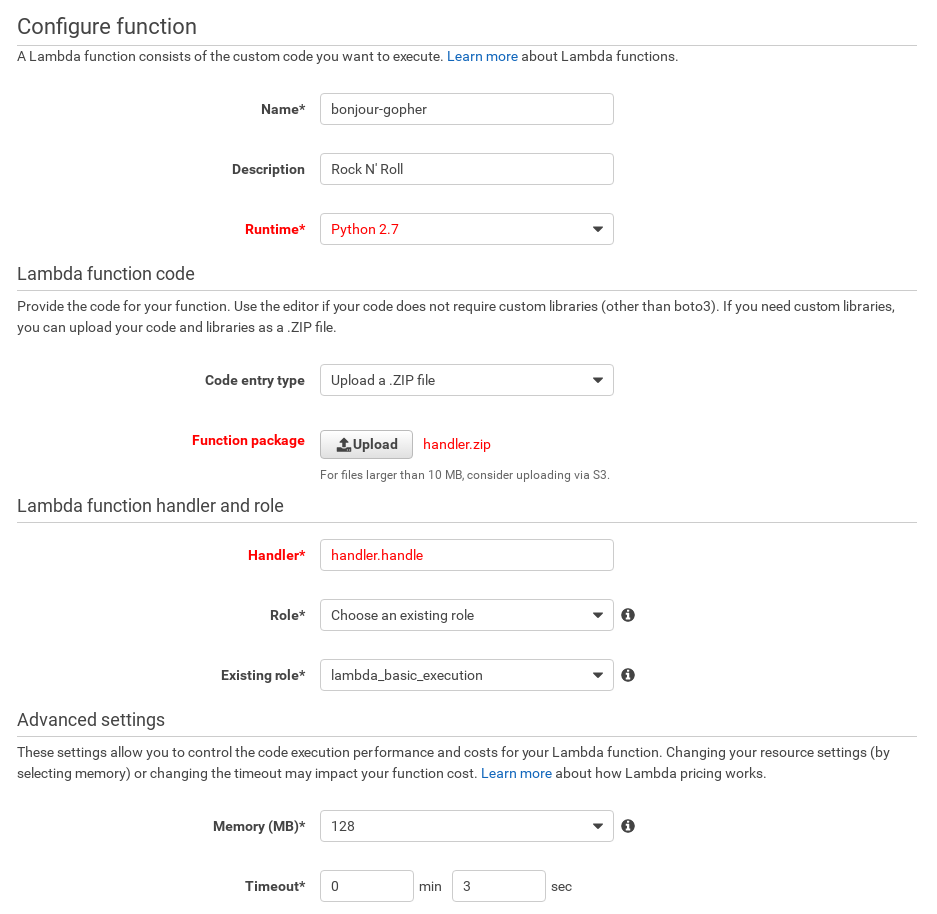 Configure function
A Lambda function consists of the custom code you want to execute. Learn more about Lambda functions.
Name* bonjour-gopher
Description Rock N' Roll
Runtime* Python 2.7
Lambda function code
Provide the code for your function. Use the editor if your code does not require custom libraries (other than boto3). If you need custom libraries,
you can upload your code and libraries as a .ZIP file.
Code entry type Upload a .ZIP file
Function package Upload handler.zip
For files larger than 10 MB, consider uploading via S3.
Lambda function handler and role
Handler* handler.handle
Role* Choose an existing role
Existing role* lambda_basic_execution
Advanced settings
These settings allow you to control the code execution performance and costs for your Lambda function. Changing your resource settings (by
selecting memory) or changing the timeout may impact your function cost. Learn more about how Lambda pricing works.
Memory (MB)* 128
Timeout* 0 min 3 sec